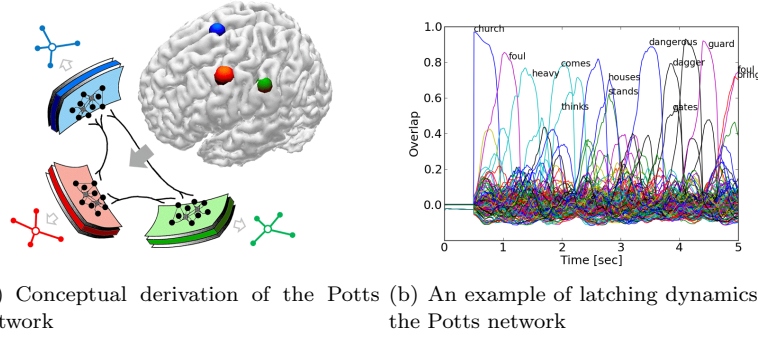 church
foul
heavy
comes
thinks
houses
stands
dangerous
dagger
gates
guard
foul
1.0
0.8
0.6
0.4
0.2
0.0
Overlap
0 1 2 3 4 5
Time [sec]
) Conceptual derivation of the Potts
twork
(b) An example of latching dynamics
the Potts network